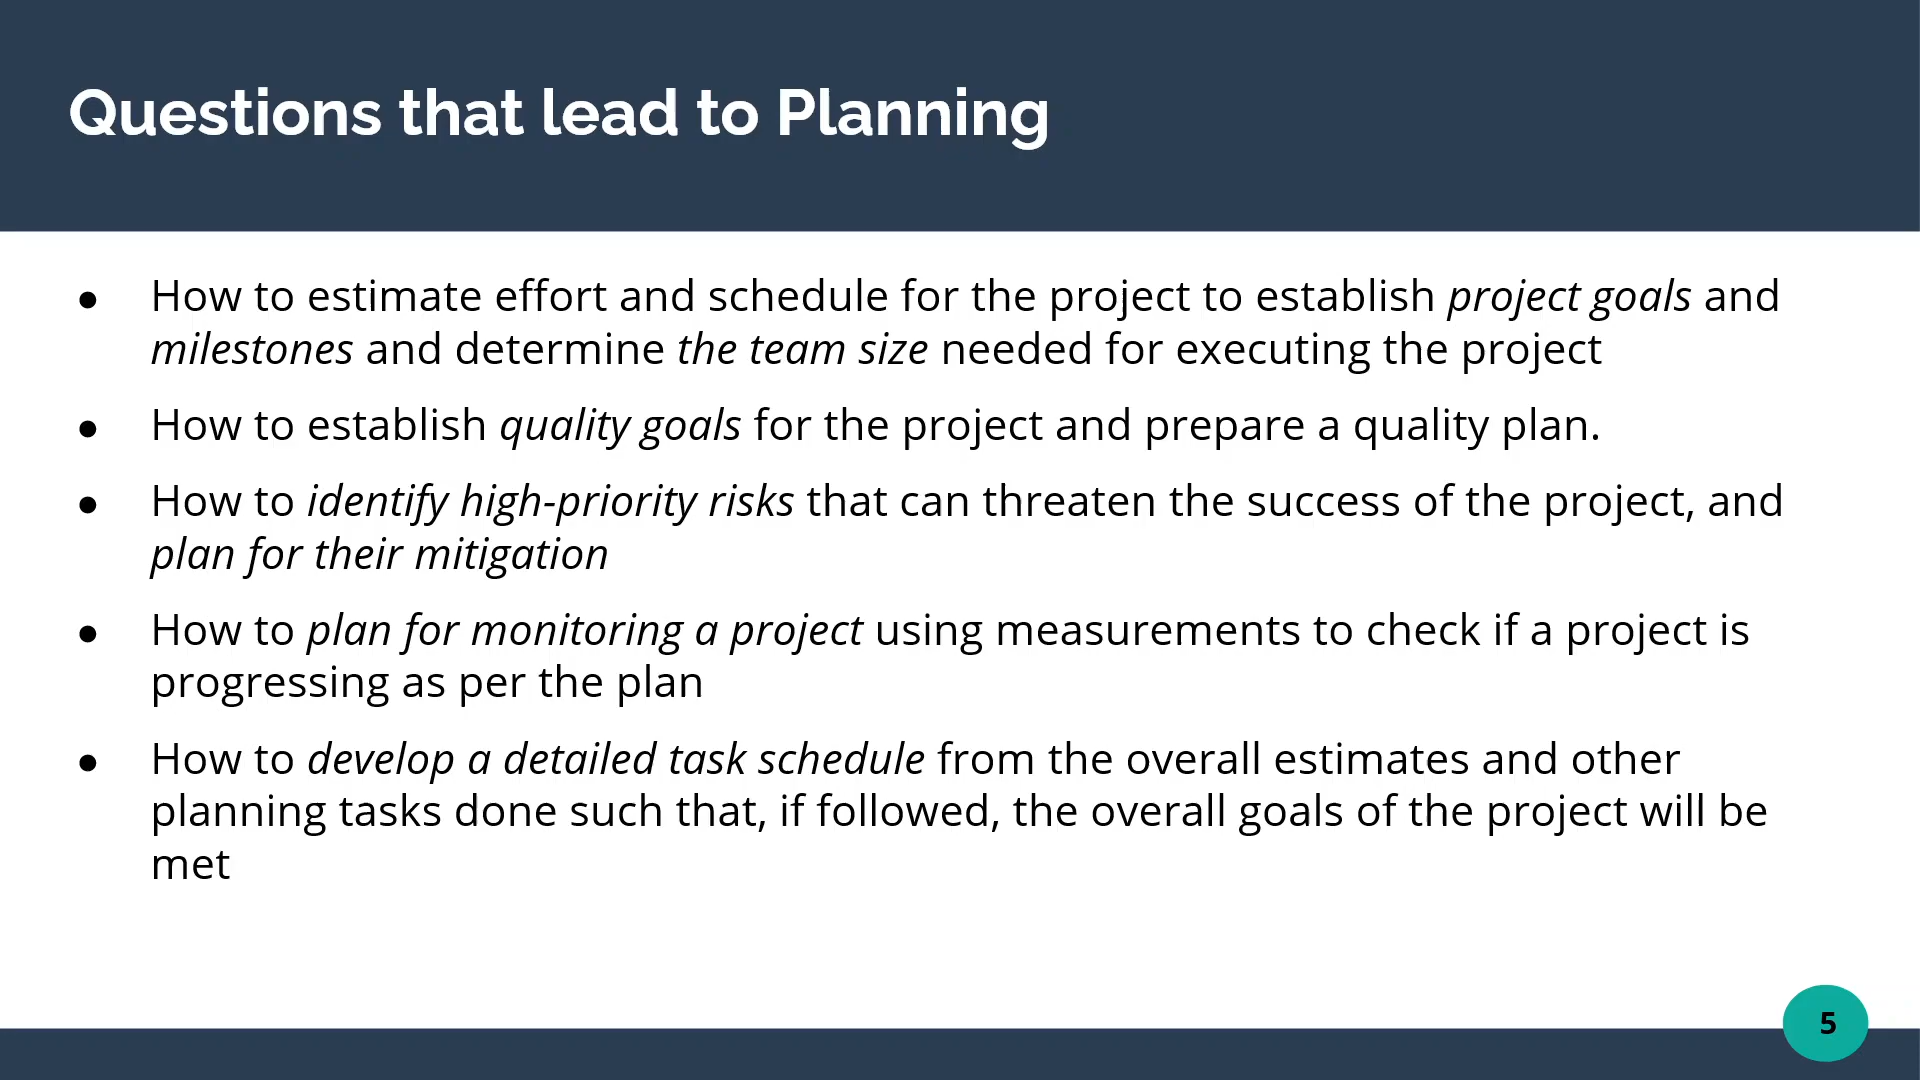 Questions that lead to Planning
● How to estimate effort and schedule for the project to establish project goals and
milestones and determine the team size needed for executing the project
● How to establish quality goals for the project and prepare a quality plan.
● How to identify high-priority risks that can threaten the success of the project, and
plan for their mitigation
● How to plan for monitoring a project using measurements to check if a project is
progressing as per the plan
● How to develop a detailed task schedule from the overall estimates and other
planning tasks done such that, if followed, the overall goals of the project will be
met
5